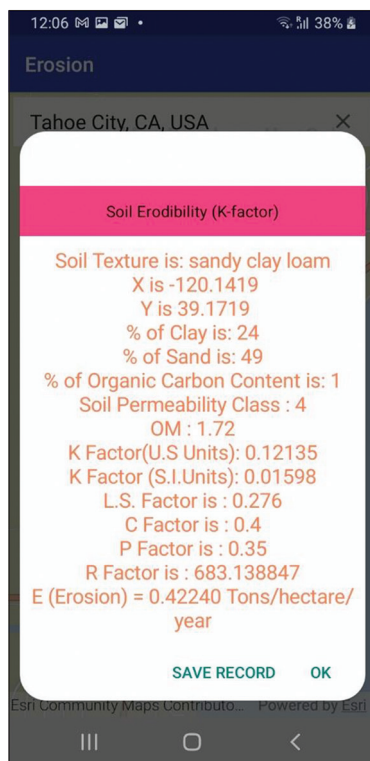 12:06 38%
Erosion
Tahoe City, CA, USA
Soil Erodibility (K-factor)
Soil Texture is: sandy clay loam
X is -120.1419
Y is 39.1719
% of Clay is: 24
% of Sand is: 49
% of Organic Carbon Content is: 1
Soil Permeability Class : 4
OM : 1.72
K Factor(U.S Units): 0.12135
K Factor (S.I.Units): 0.01598
L.S. Factor is : 0.276
C Factor is : 0.4
P Factor is : 0.35
R Factor is : 683.138847
E (Erosion) = 0.42240 Tons/hectare/
year
SAVE RECORD OK
Esri Community Maps Contributo... Powered by Esri